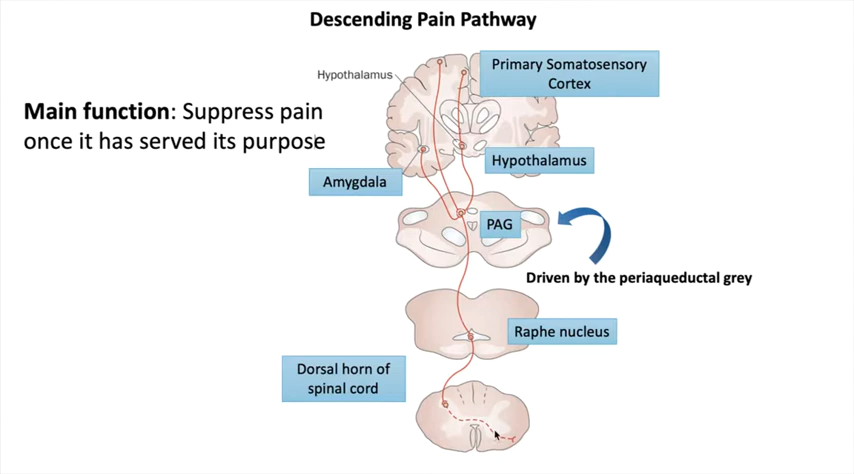 Descending Pain Pathway
Hypothalamus
Primary Somatosensory
Cortex
Main function: Suppress pain
once it has served its purpose
Hypothalamus
Amygdala
PAG
Driven by the periaqueductal grey
Raphe nucleus
Dorsal horn of
spinal cord